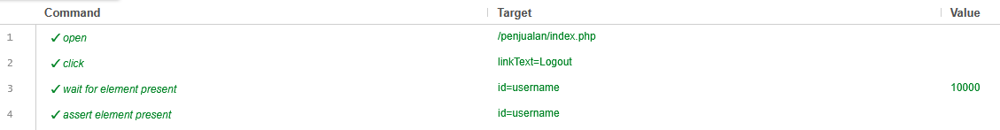 Command Target Value
1 ✓ open /penjualan/index.php
2 ✓ click linkText=Logout
3 ✓ wait for element present id=username 10000
4 ✓ assert element present id=username